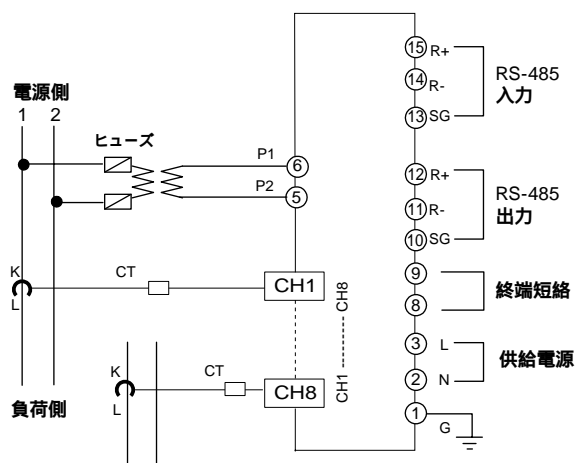 電源側
1 2
ヒューズ
P1
P2
6
5
K
L
CT
CH1
K
L
CT
CH8
負荷側
CH1 CH8
15 R+
14 R-
13 SG
RS-485
入力
12 R+
11 R-
10 SG
RS-485
出力
9
8
終端短絡
3 L
2 N
供給電源
1
G